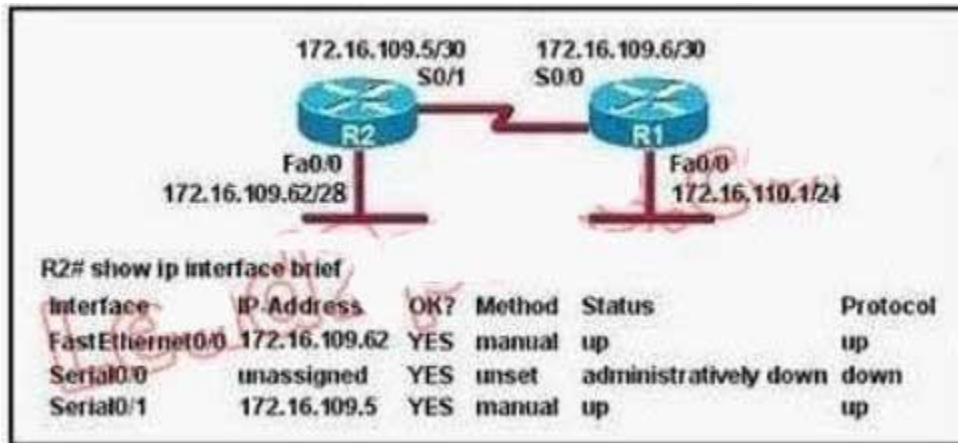 172.16.109.5/30 172.16.109.6/30
S0/1 S0/0
R2 R1
Fa0/0 Fa0/0
172.16.109.62/28 172.16.110.1/24
R2# show ip interface brief
Interface IP-Address OK? Method Status Protocol
FastEthernet0/0 172.16.109.62 YES manual up up
Serial0/0 unassigned YES unset administratively down down
Serial0/1 172.16.109.5 YES manual up up